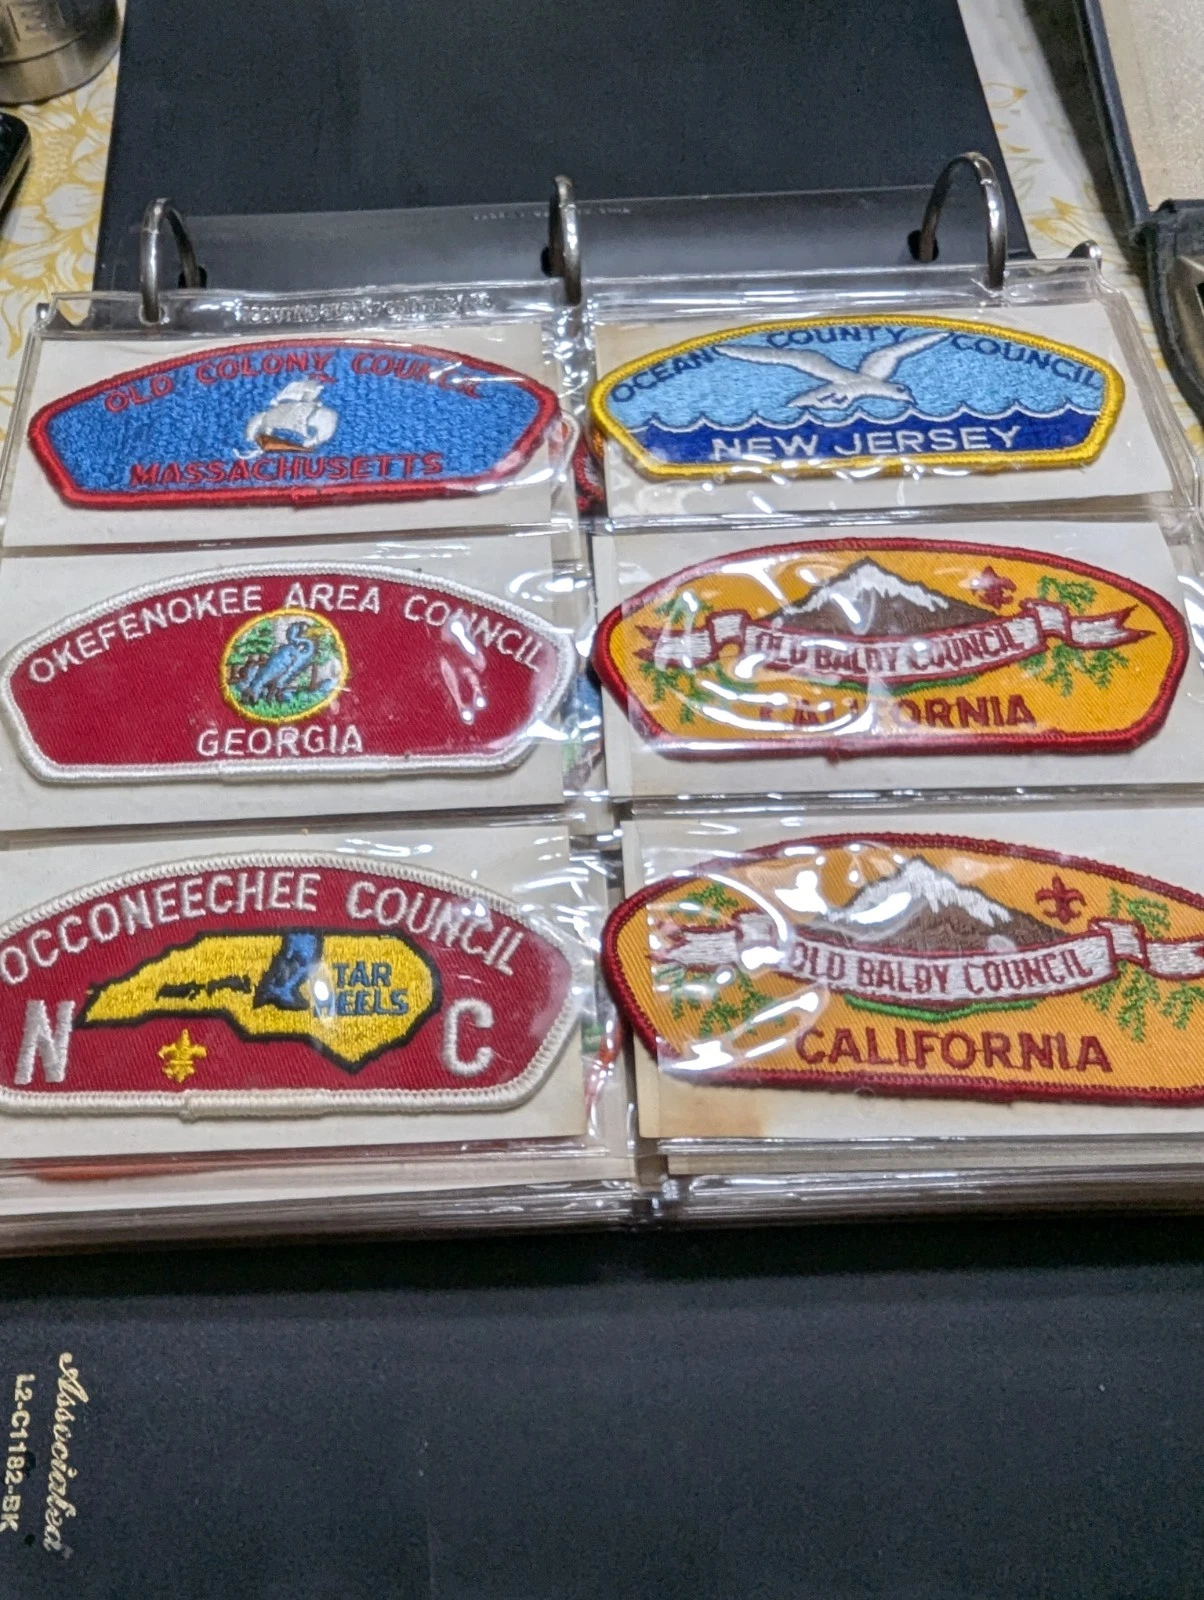 OLD COLONY COUNCIL
MASSACHUSETTS
OCEAN COUNTY COUNCIL
NEW JERSEY
OKEFENOKEE AREA COUNCIL
GEORGIA
OLD BALDY COUNCIL
CALIFORNIA
OCCONEECHEE COUNCIL
N C
TAR
HEELS
OLD BALDY COUNCIL
CALIFORNIA
Associated
L2-C1182-BK